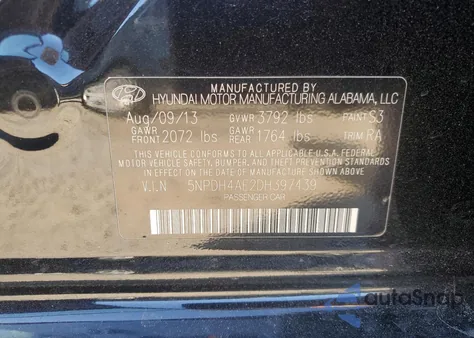 MANUFACTURED BY
HYUNDAI MOTOR MANUFACTURING ALABAMA, LLC
Aug/09/13 GVWR 3792 lbs PAINT S3
GAWR FRONT 2072 lbs GAWR REAR 1764 lbs TRIM RA
THIS VEHICLE CONFORMS TO ALL APPLICABLE U.S.A. FEDERAL
MOTOR VEHICLE SAFETY, BUMPER, AND THEFT PREVENTION STANDARDS
IN EFFECT ON THE DATE OF MANUFACTURE SHOWN ABOVE.
V.I.N 5NPDH4AE2DH397439
PASSENGER CAR
autoSnap